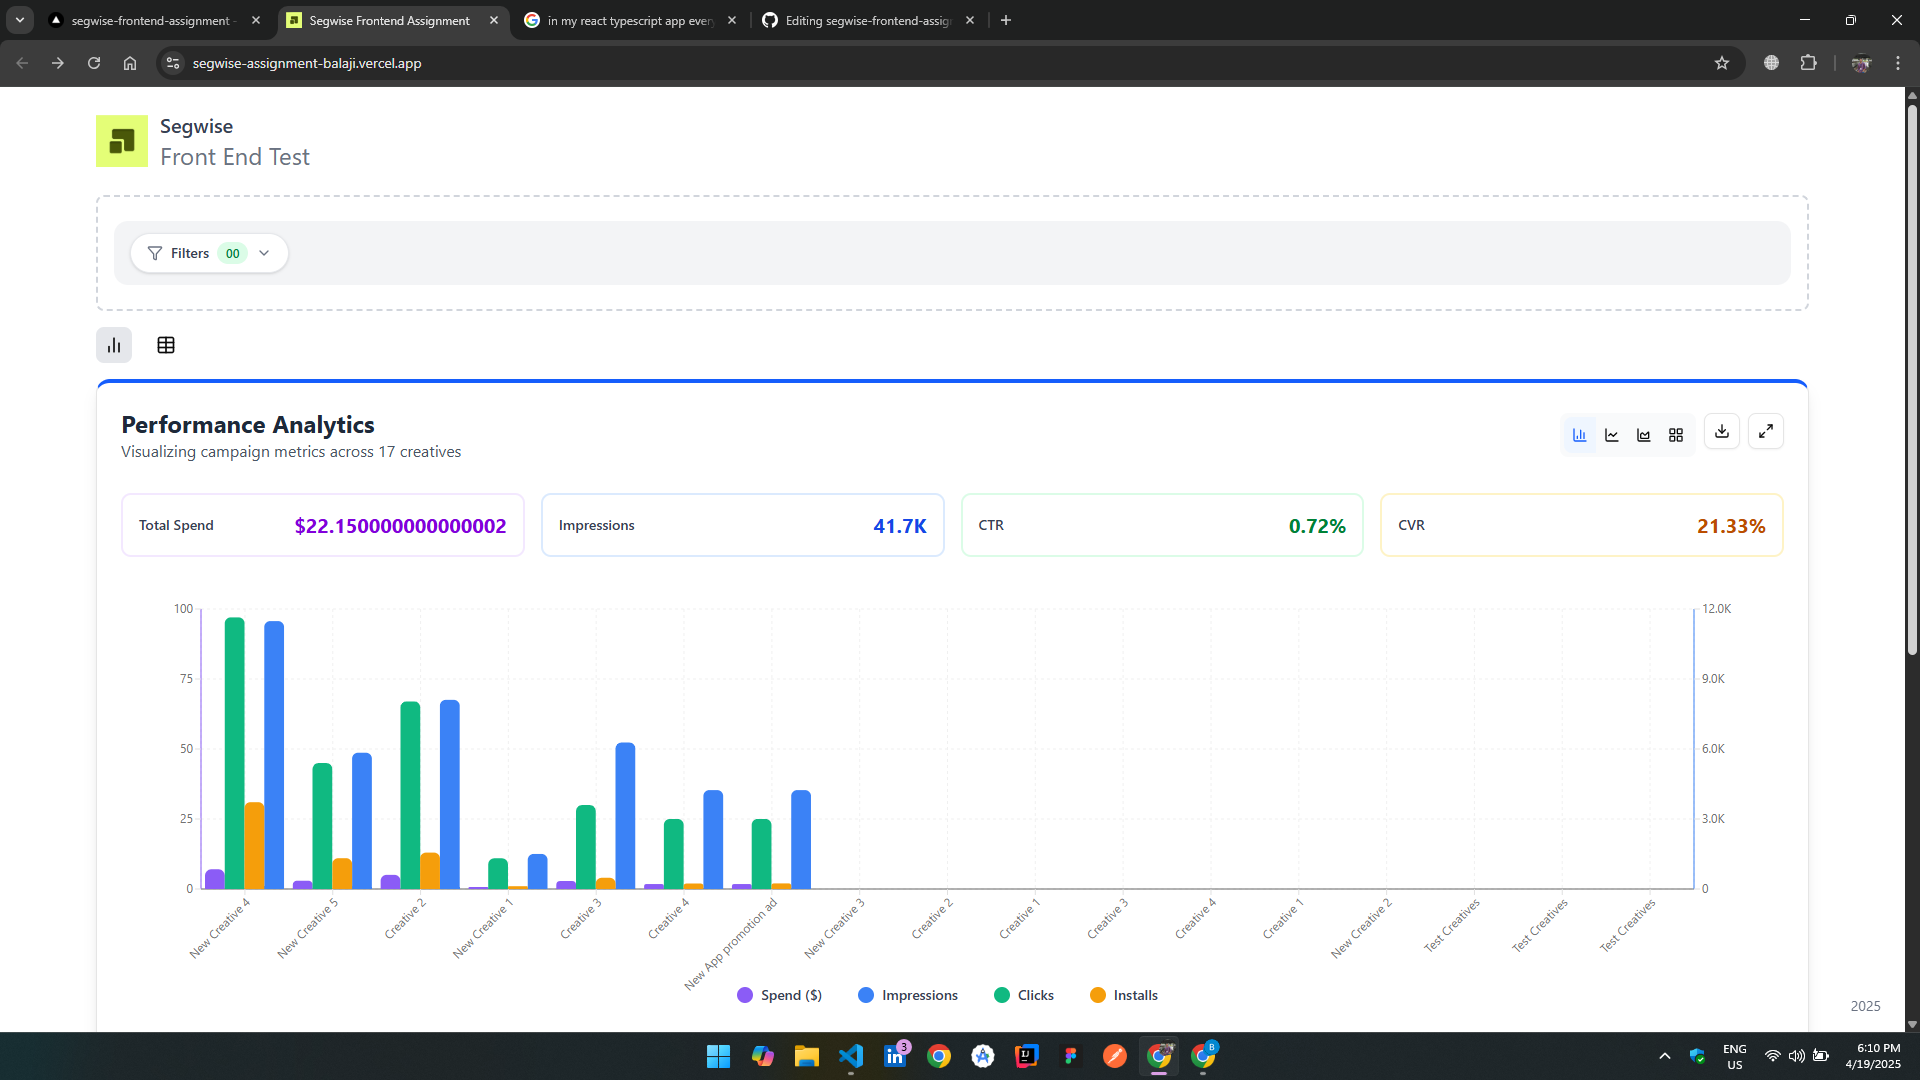 segwise-frontend-assignment -
Segwise Frontend Assignment
in my react typescript app every
Editing segwise-frontend-assign
segwise-assignment-balaji.vercel.app
Segwise
Front End Test
Filters 00
Performance Analytics
Visualizing campaign metrics across 17 creatives
Total Spend $22.150000000000002
Impressions 41.7K
CTR 0.72%
CVR 21.33%
100
75
50
25
0
12.0K
9.0K
6.0K
3.0K
0
New Creative 4
New Creative 5
Creative 2
New Creative 1
Creative 3
Creative 4
New App promotion ad
New Creative 3
Creative 2
Creative 1
Creative 3
Creative 4
Creative 1
New Creative 2
Test Creatives
Test Creatives
Test Creatives
Spend ($) Impressions Clicks Installs
2025
3
B
ENG
US
6:10 PM
4/19/2025